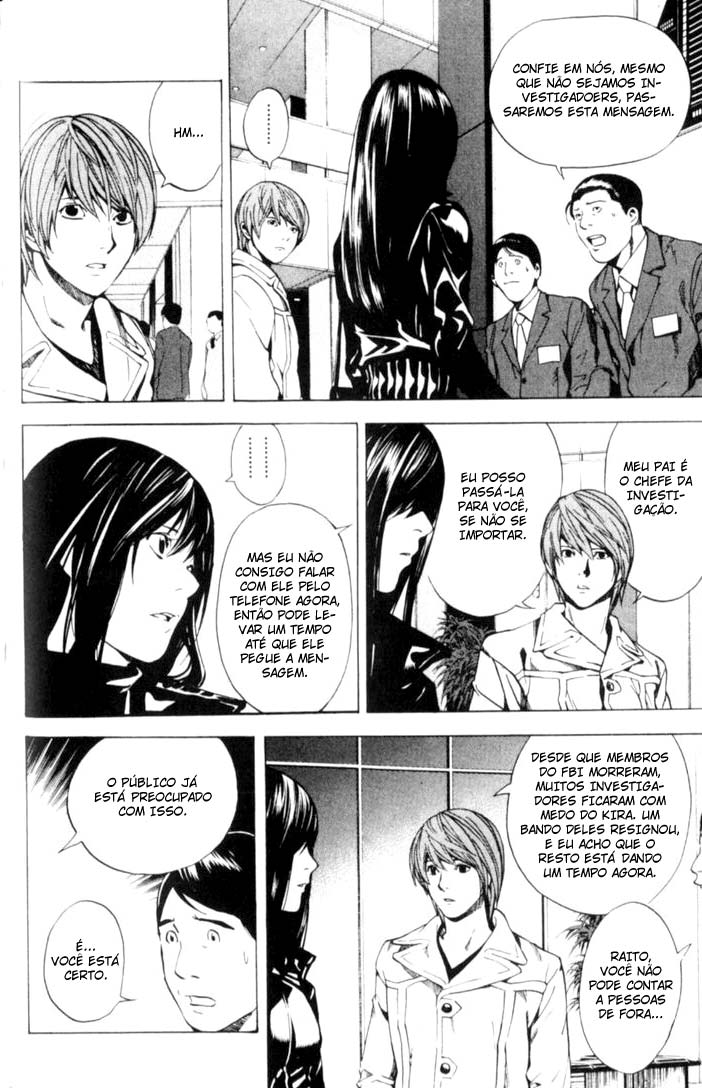 CONFIE EM NÓS, MESMO
QUE NÃO SEJAMOS IN-
VESTIGADOERS, PAS-
SAREMOS ESTA MENSAGEM.
.......
HM...
MEU PAI É
O CHEFE DA
INVESTI-
GAÇÃO.
EU POSSO
PASSÁ-LA
PARA VOCÊ,
SE NÃO SE
IMPORTAR.
.......
MAS EU NÃO
CONSIGO FALAR
COM ELE PELO
TELEFONE AGORA,
ENTÃO PODE LE-
VAR UM TEMPO
ATÉ QUE ELE
PEGUE A MEN-
SAGEM.
DESDE QUE MEMBROS
DO FBI MORRERAM,
MUITOS INVESTIGA-
DORES FICARAM COM
MEDO DO KIRA. UM
BANDO DELES RESIGNOU,
E EU ACHO QUE O
RESTO ESTÁ DANDO
UM TEMPO AGORA.
RAITO,
VOCÊ NÃO
PODE CONTAR
A PESSOAS
DE FORA...
O PÚBLICO JÁ
ESTÁ PREOCUPADO
COM ISSO.
É...
VOCÊ ESTÁ
CERTO.